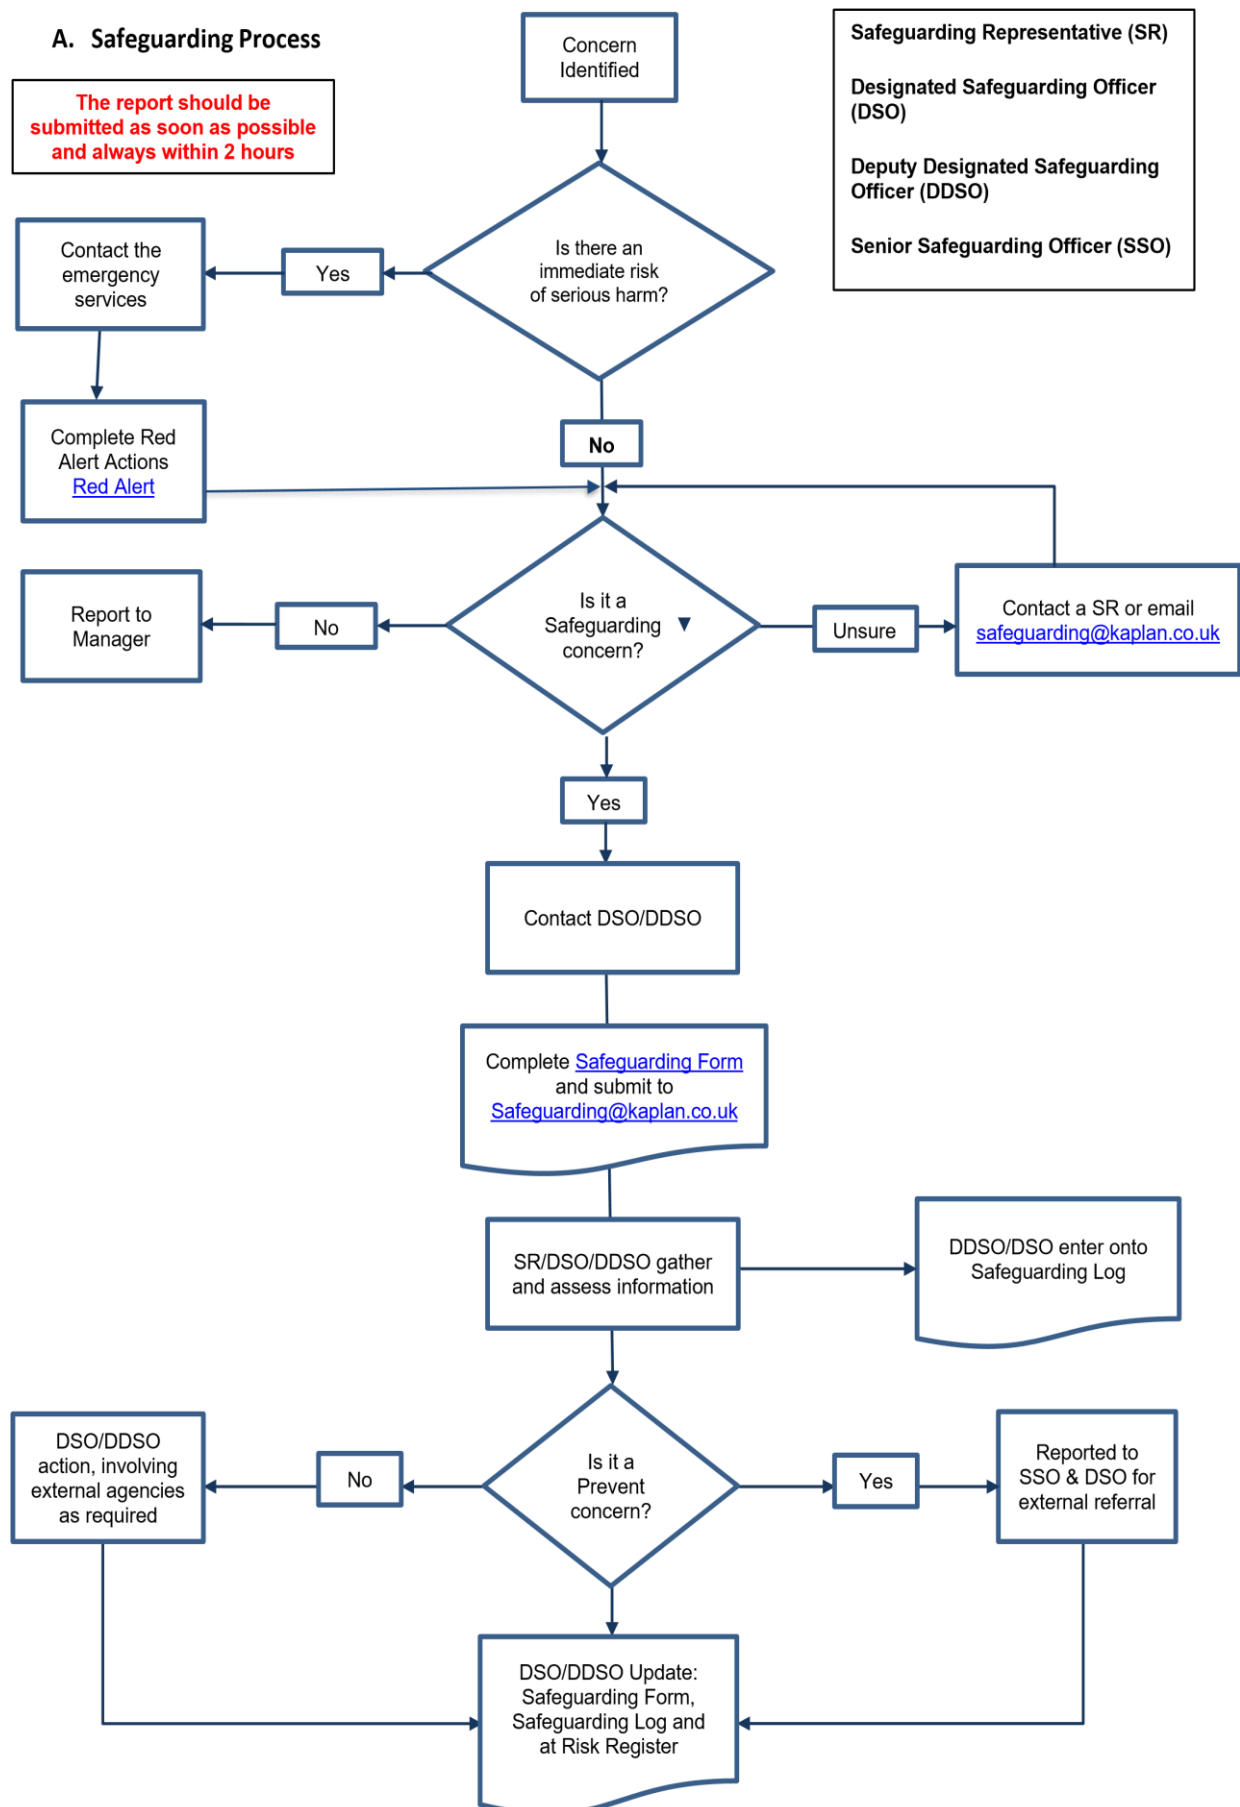 A. Safeguarding Process
The report should be
submitted as soon as possible
and always within 2 hours
Concern
Identified
Safeguarding Representative (SR)
Designated Safeguarding Officer
(DSO)
Deputy Designated Safeguarding
Officer (DDSO)
Senior Safeguarding Officer (SSO)
Is there an
immediate risk
of serious harm?
Yes
Contact the
emergency
services
Complete Red
Alert Actions
Red Alert
No
Is it a
Safeguarding
concern?
No
Report to
Manager
Unsure
Contact a SR or email
safeguarding@kaplan.co.uk
Yes
Contact DSO/DDSO
Complete Safeguarding Form
and submit to
Safeguarding@kaplan.co.uk
SR/DSO/DDSO gather
and assess information
DDSO/DSO enter onto
Safeguarding Log
Is it a
Prevent
concern?
No
DSO/DDSO
action, involving
external agencies
as required
Yes
Reported to
SSO & DSO for
external referral
DSO/DDSO Update:
Safeguarding Form,
Safeguarding Log and
at Risk Register